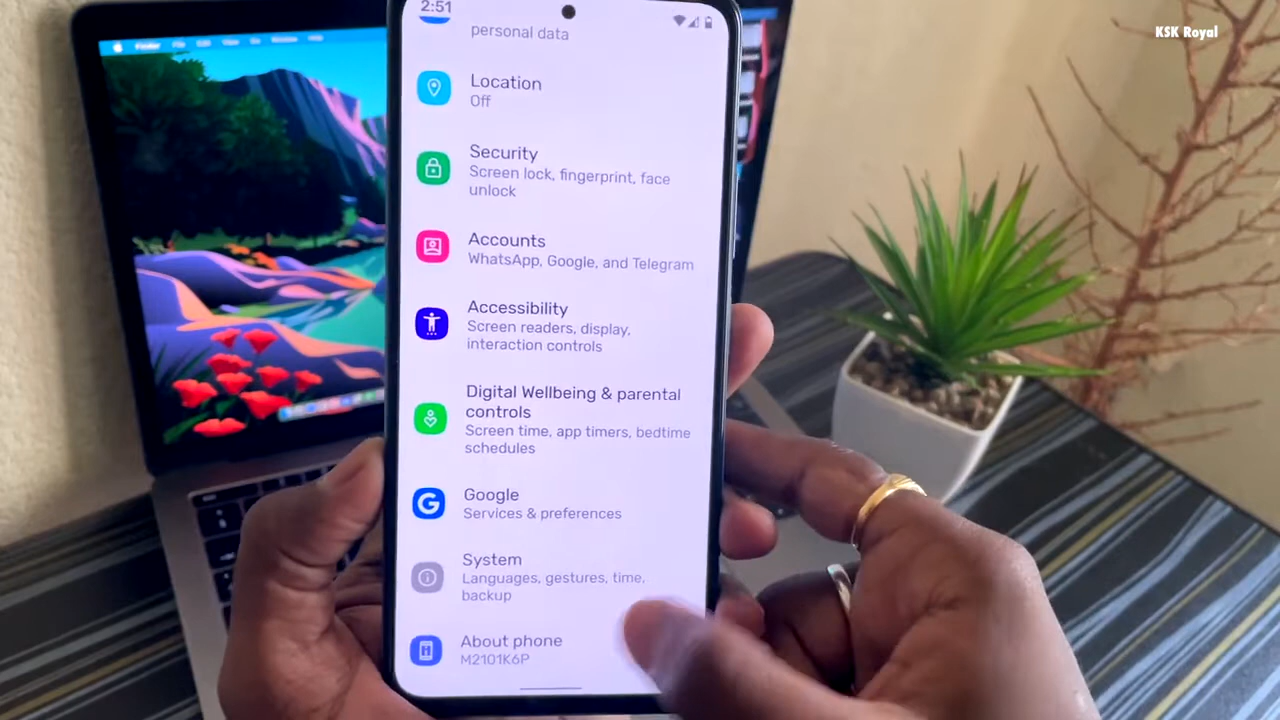 2:51
KSK Royal
personal data
Location
Off
Security
Screen lock, fingerprint, face
unlock
Accounts
WhatsApp, Google, and Telegram
Accessibility
Screen readers, display,
interaction controls
Digital Wellbeing & parental
controls
Screen time, app timers, bedtime
schedules
Google
Services & preferences
System
Languages, gestures, time,
backup
About phone
M2101K6P
Finder